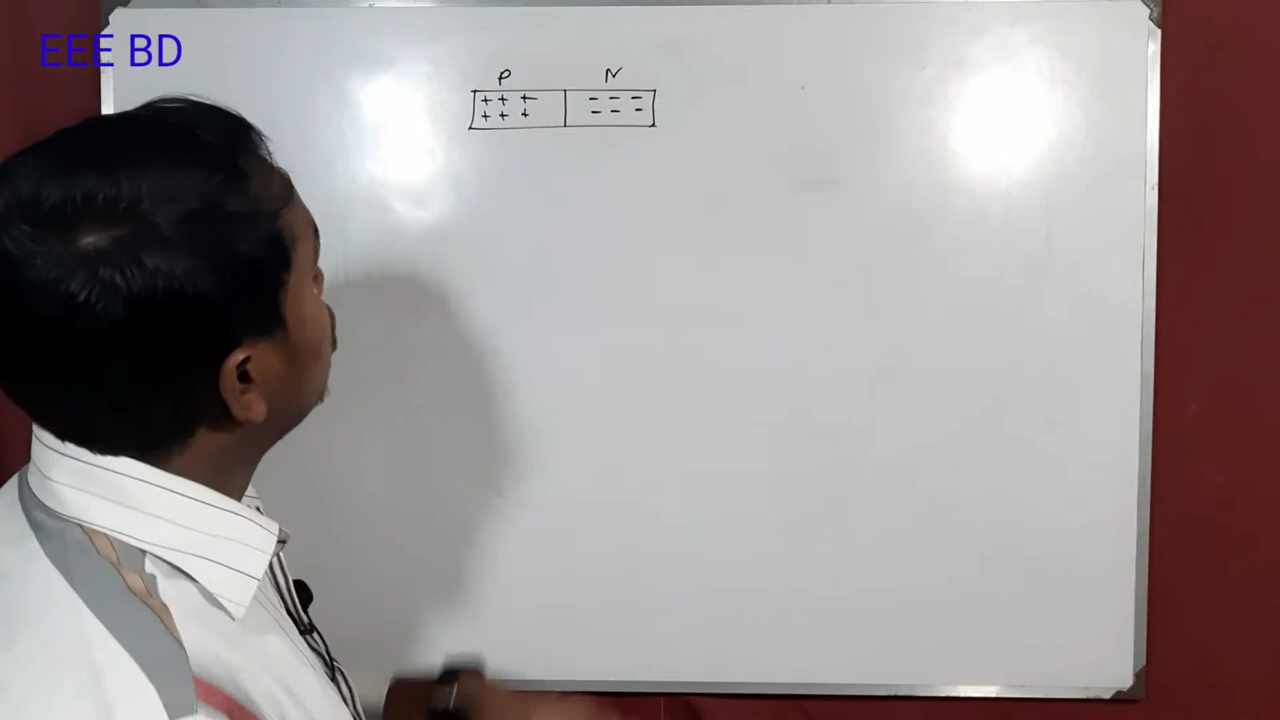 EEE BD
P N
+ + + - - -
+ + + - - -